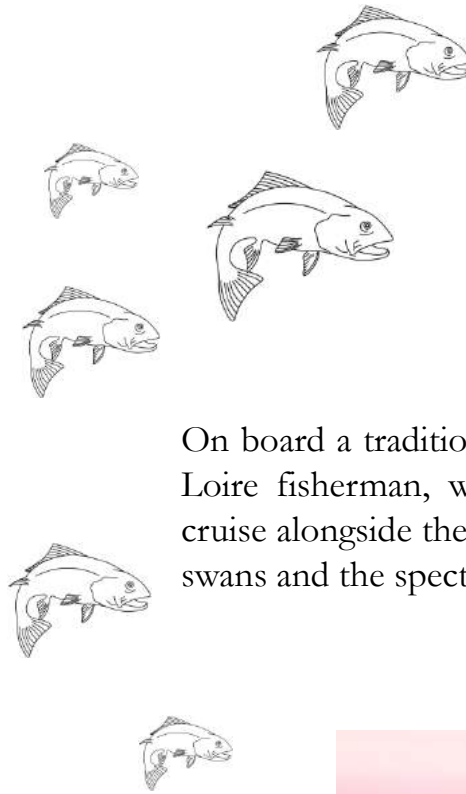 On board a traditio
Loire fisherman, w
cruise alongside the
swans and the spect